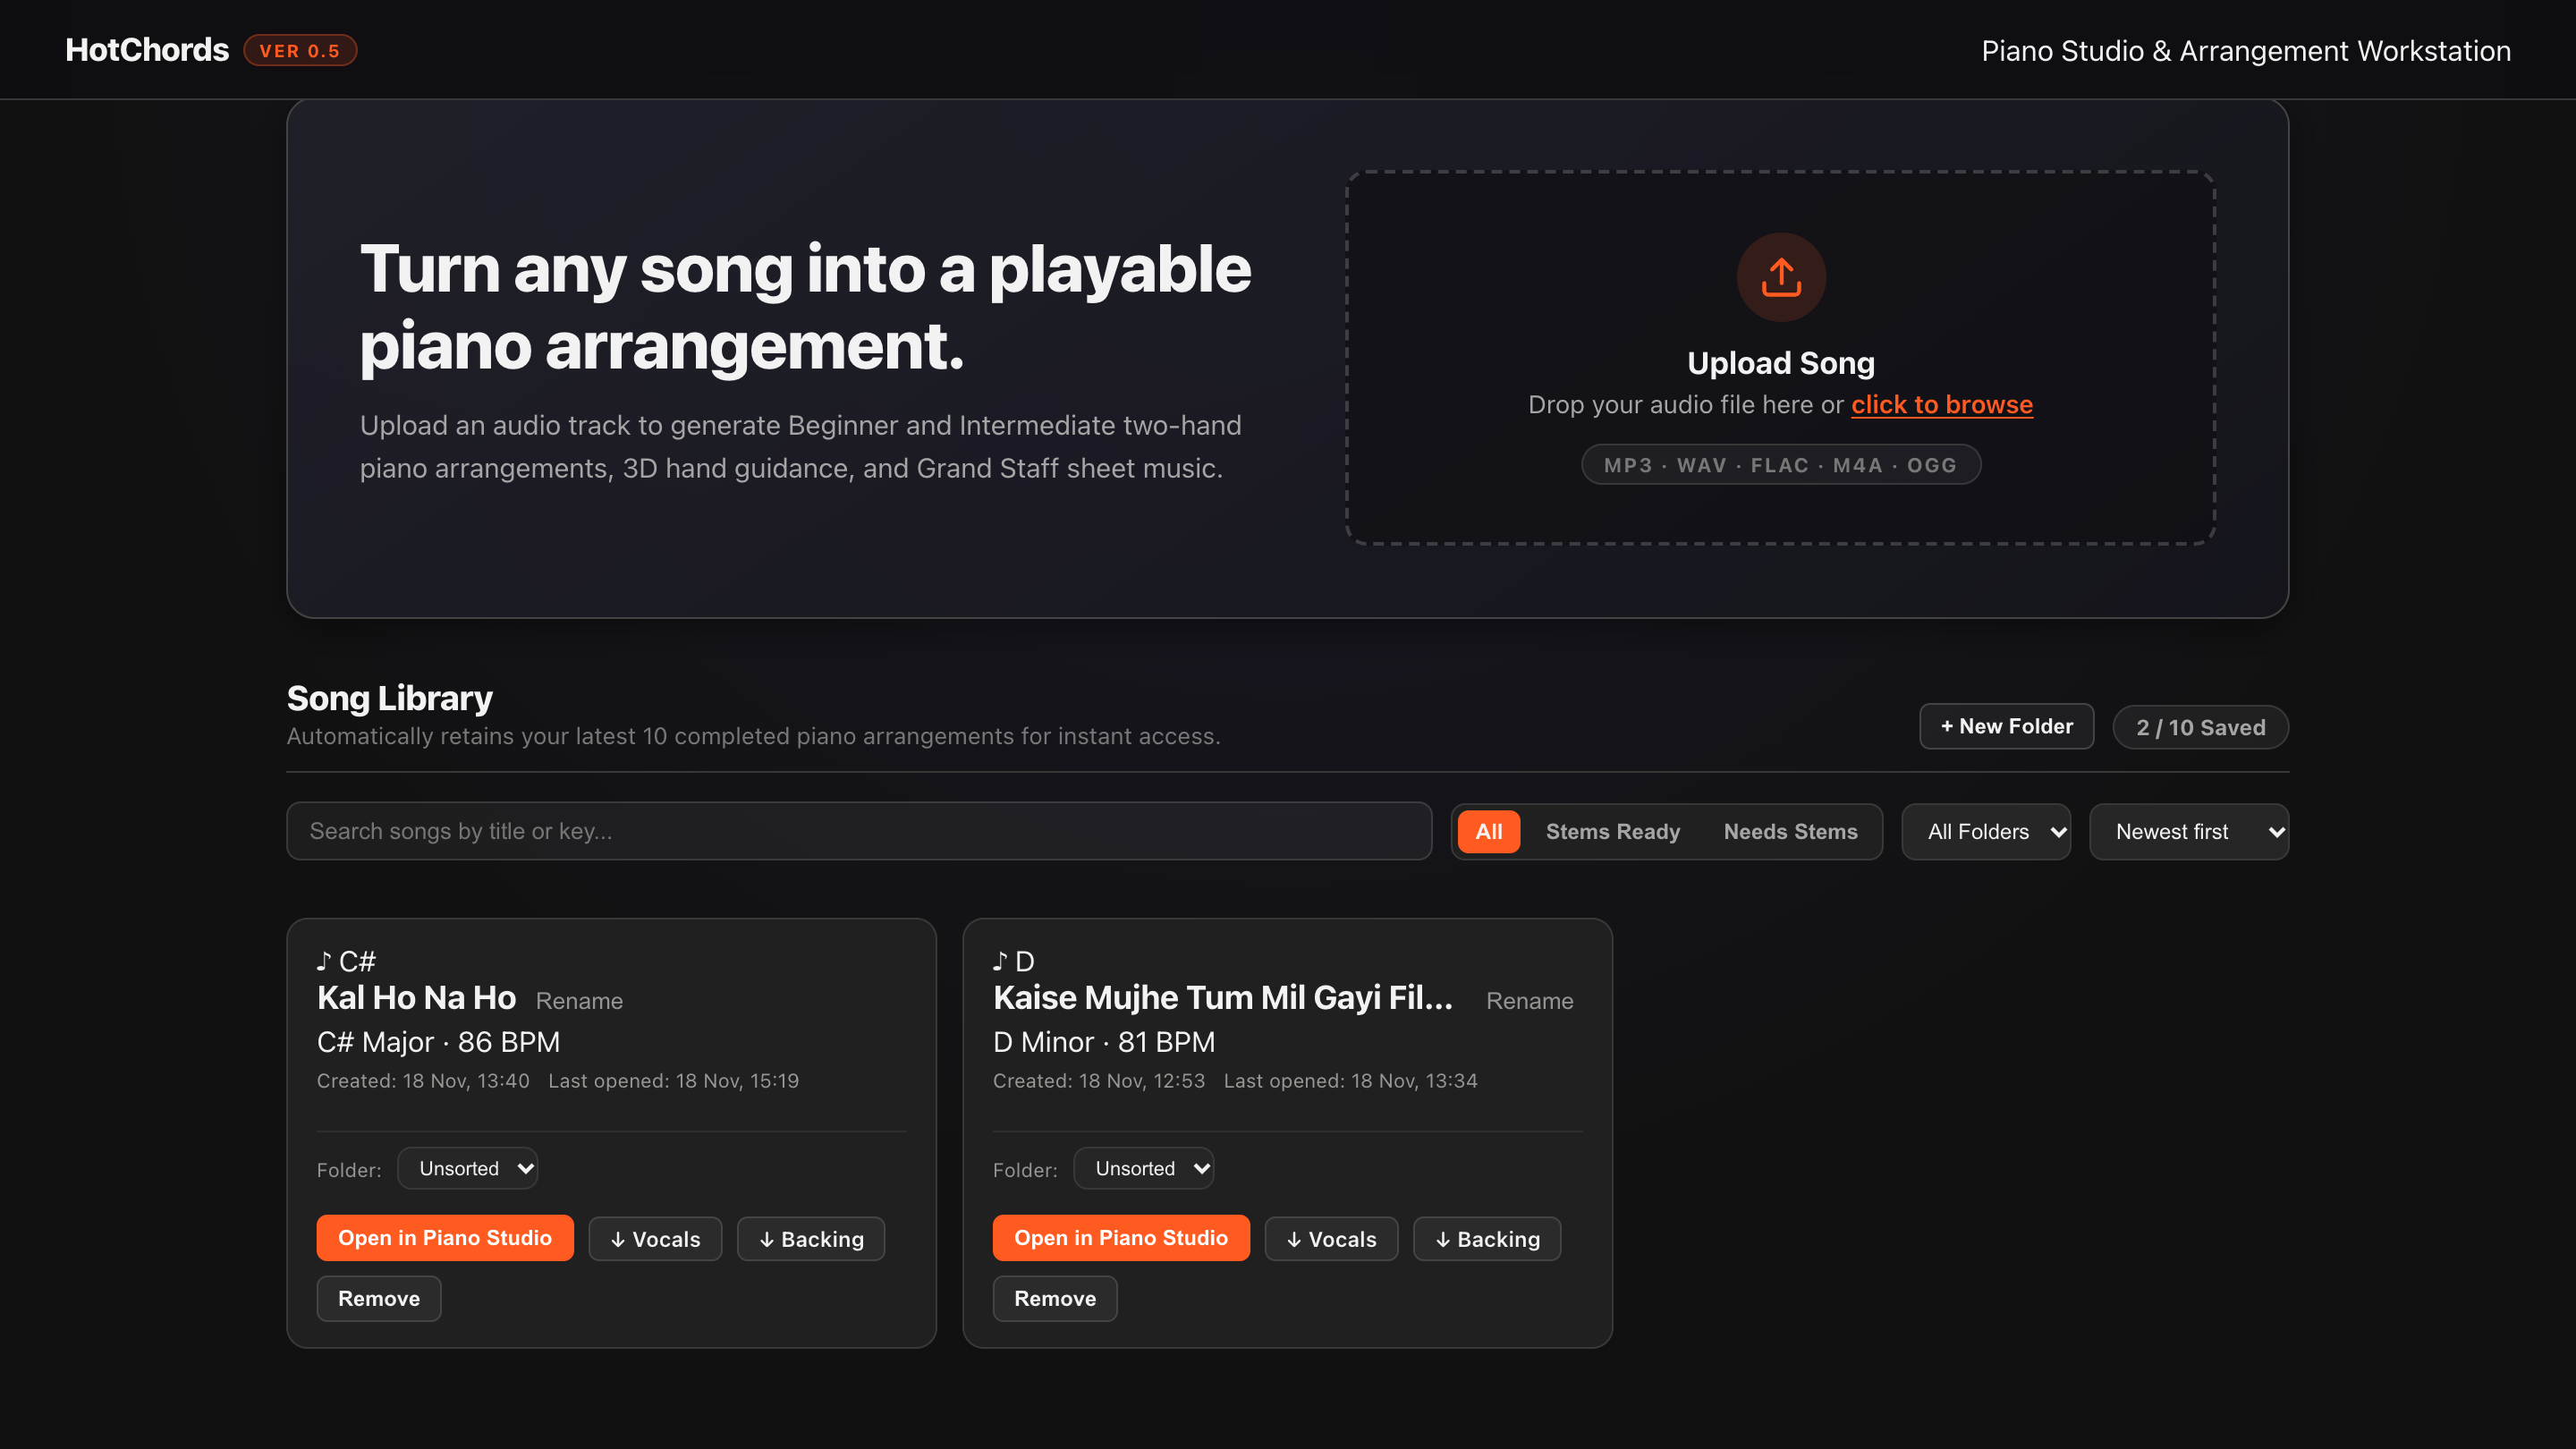 HotChords VER 0.5
Piano Studio & Arrangement Workstation
Turn any song into a playable
piano arrangement.
Upload an audio track to generate Beginner and Intermediate two-hand
piano arrangements, 3D hand guidance, and Grand Staff sheet music.
Upload Song
Drop your audio file here or click to browse
MP3 · WAV · FLAC · M4A · OGG
Song Library
Automatically retains your latest 10 completed piano arrangements for instant access.
+ New Folder
2 / 10 Saved
Search songs by title or key...
All Stems Ready Needs Stems
All Folders
Newest first
♪ C#
Kal Ho Na Ho Rename
C# Major · 86 BPM
Created: 18 Nov, 13:40 Last opened: 18 Nov, 15:19
Folder: Unsorted
Open in Piano Studio ↓ Vocals ↓ Backing
Remove
♪ D
Kaise Mujhe Tum Mil Gayi Fil... Rename
D Minor · 81 BPM
Created: 18 Nov, 12:53 Last opened: 18 Nov, 13:34
Folder: Unsorted
Open in Piano Studio ↓ Vocals ↓ Backing
Remove